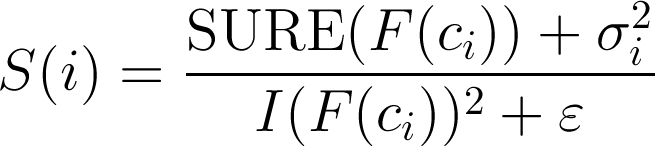 S(i) = \frac{\mathrm{SURE}(F(c_i)) + \sigma_i^2}{I(F(c_i))^2 + \varepsilon}